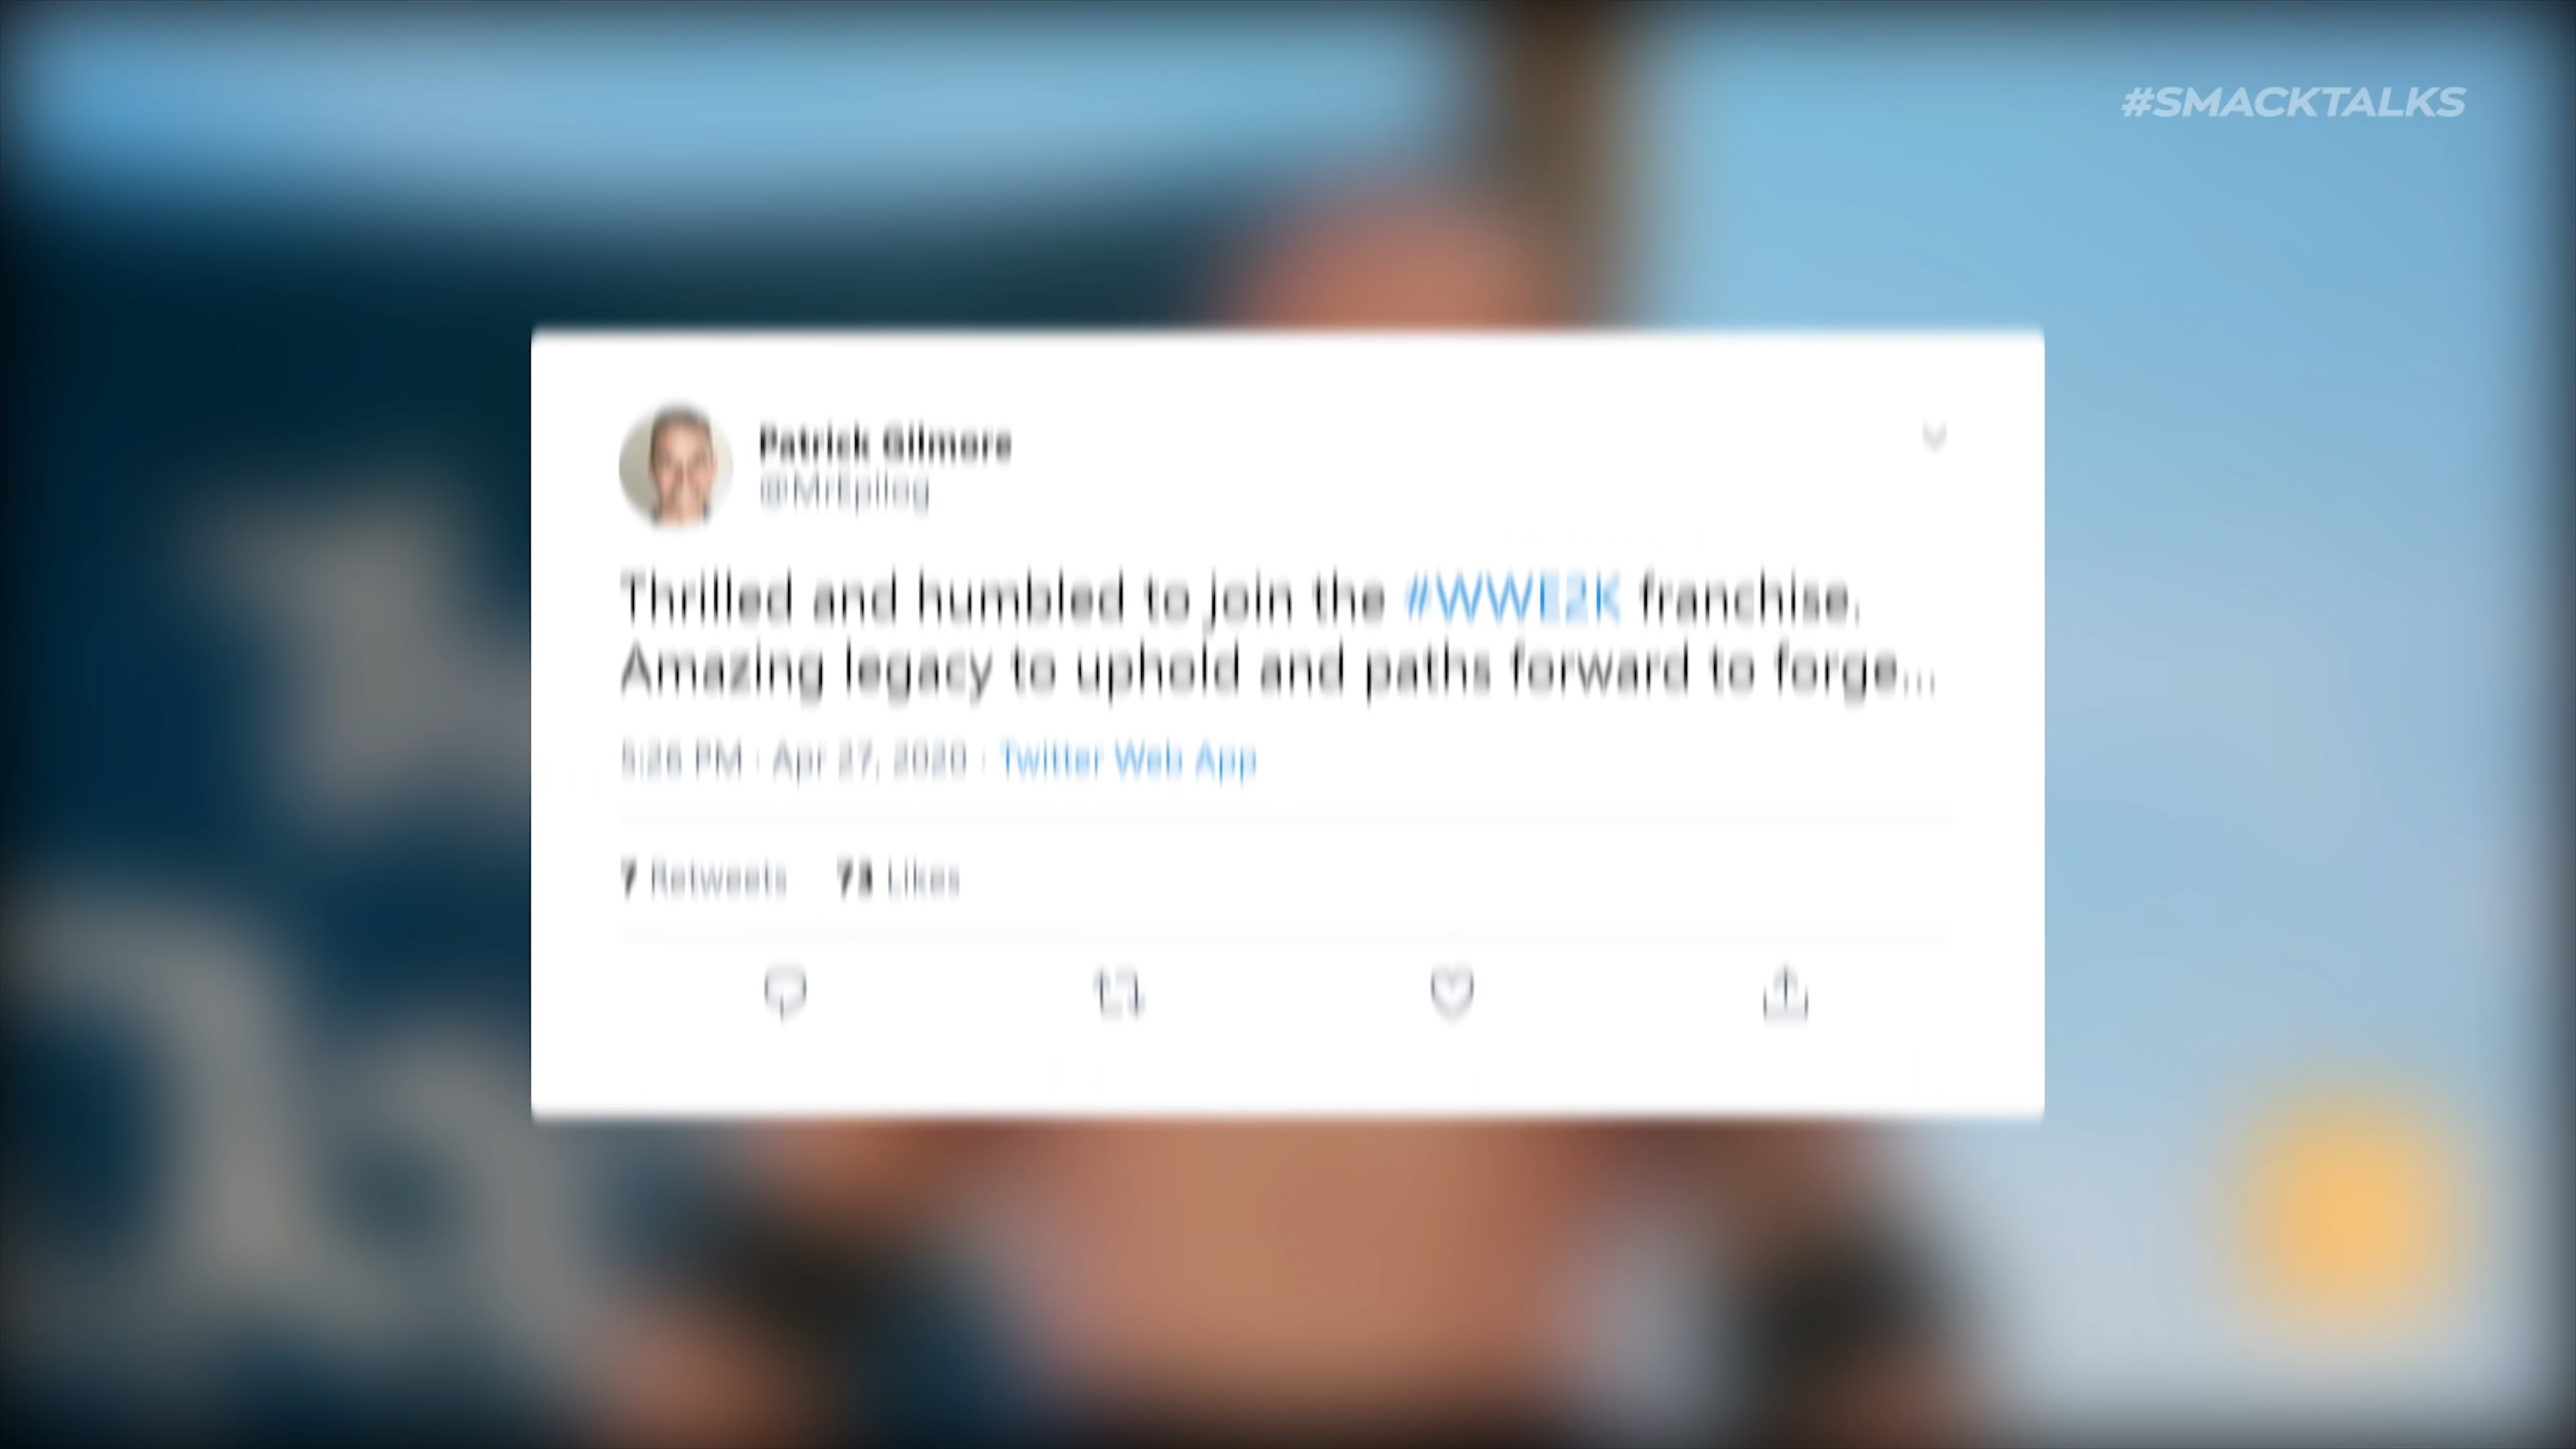 #SMACKTALKS
Patrick Gilmore
@MrEpilog
Thrilled and humbled to join the #WWE2K franchise.
Amazing legacy to uphold and paths forward to forge...
5:26 PM · Apr 27, 2020 · Twitter Web App
7 Retweets 73 Likes